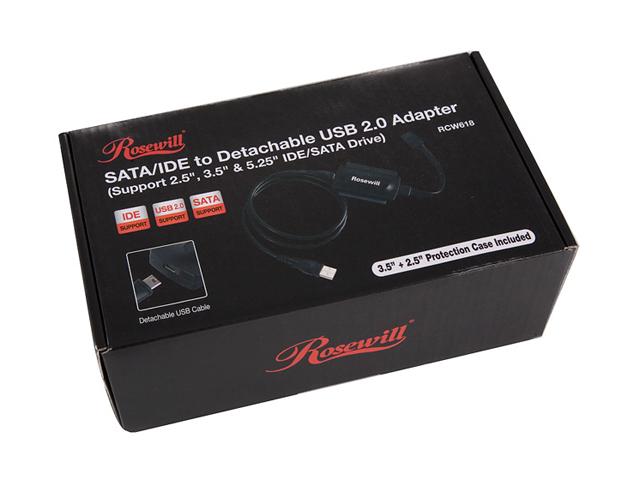 Rosewill®
SATA/IDE to Detachable USB 2.0 Adapter
RCW618
(Support 2.5", 3.5" & 5.25" IDE/SATA Drive)
IDE
SUPPORT
USB 2.0
SUPPORT
SATA
SUPPORT
Rosewill
3.5" + 2.5" Protection Case Included
Detachable USB Cable
Rosewill®